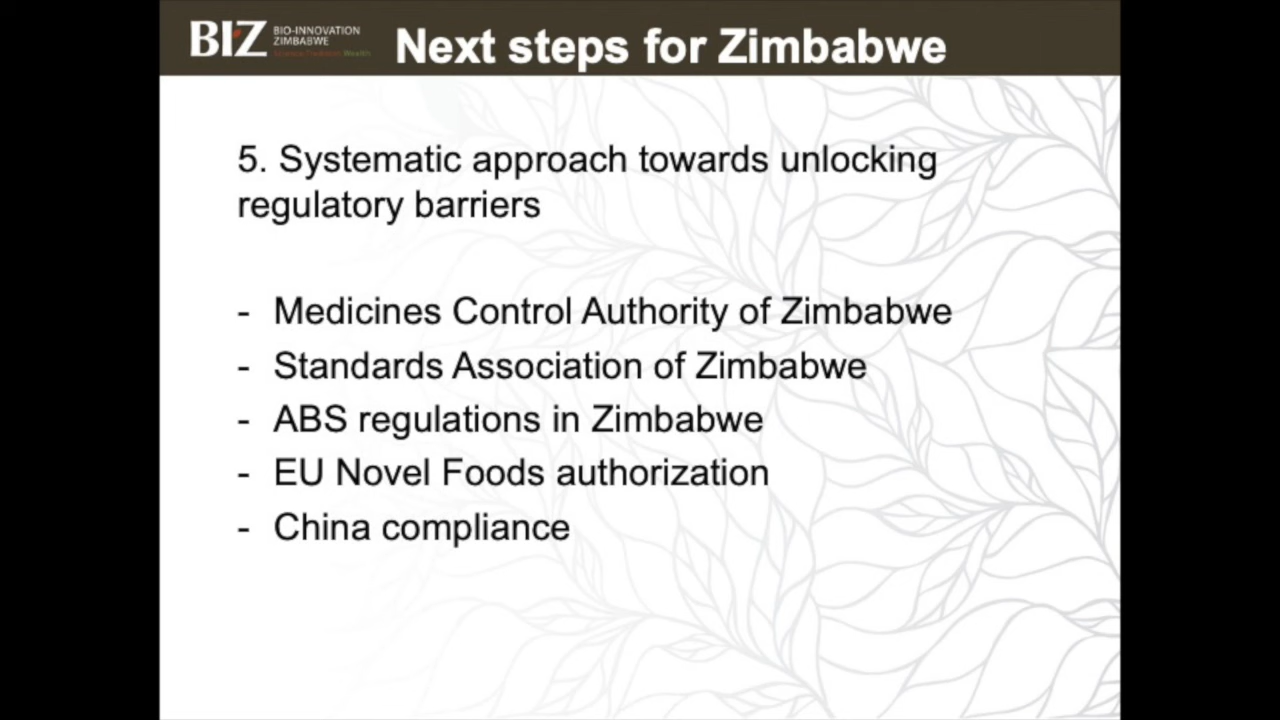 BIZ BIO-INNOVATION
ZIMBABWE
Next steps for Zimbabwe
5. Systematic approach towards unlocking
regulatory barriers
- Medicines Control Authority of Zimbabwe
- Standards Association of Zimbabwe
- ABS regulations in Zimbabwe
- EU Novel Foods authorization
- China compliance